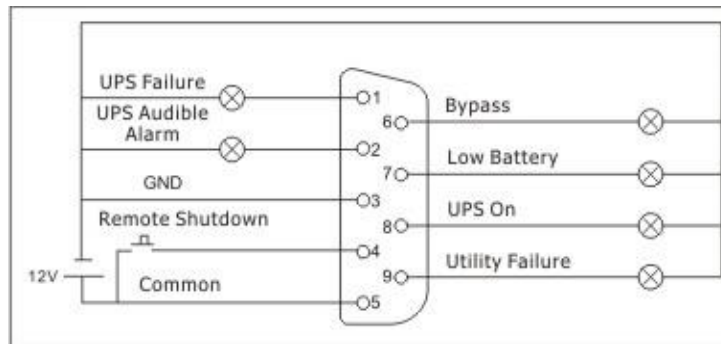 UPS Failure
1
UPS Audible
Alarm
2
GND
3
Remote Shutdown
4
12V
Common
5
6
Bypass
7
Low Battery
8
UPS On
9
Utility Failure